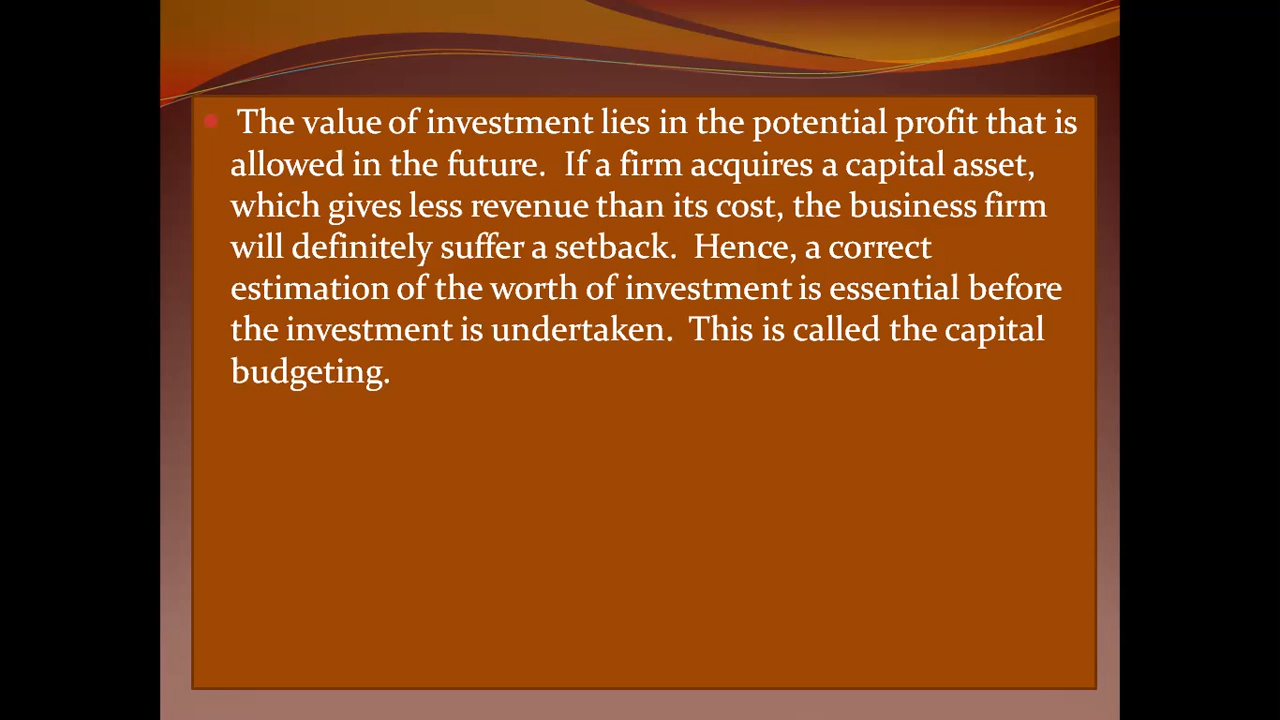 The value of investment lies in the potential profit that is
allowed in the future. If a firm acquires a capital asset,
which gives less revenue than its cost, the business firm
will definitely suffer a setback. Hence, a correct
estimation of the worth of investment is essential before
the investment is undertaken. This is called the capital
budgeting.